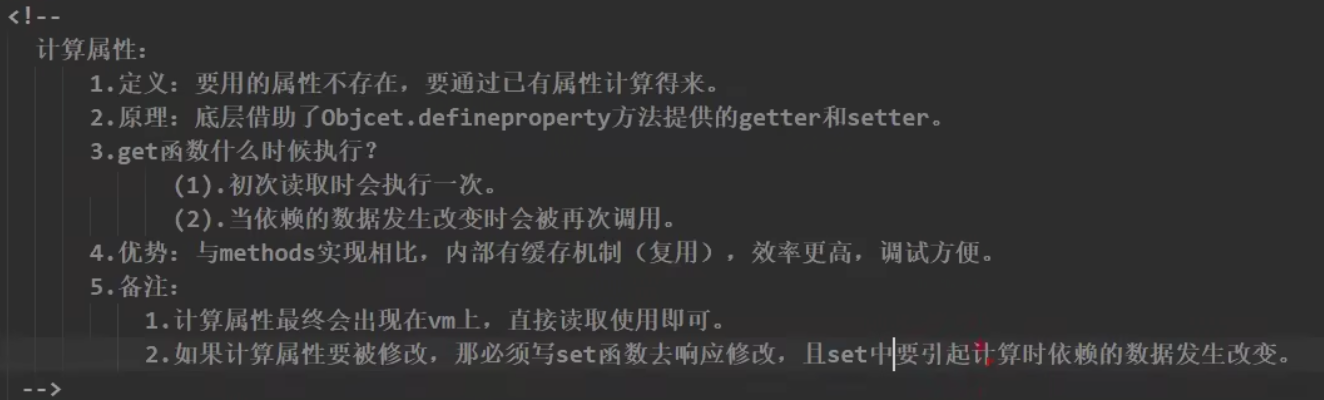 <!--
计算属性：
1.定义：要用的属性不存在，要通过已有属性计算得来。
2.原理：底层借助了Objcet.defineproperty方法提供的getter和setter。
3.get函数什么时候执行？
(1).初次读取时会执行一次。
(2).当依赖的数据发生改变时会被再次调用。
4.优势：与methods实现相比，内部有缓存机制（复用），效率更高，调试方便。
5.备注：
1.计算属性最终会出现在vm上，直接读取使用即可。
2.如果计算属性要被修改，那必须写set函数去响应修改，且set中要引起计算时依赖的数据发生改变。
-->